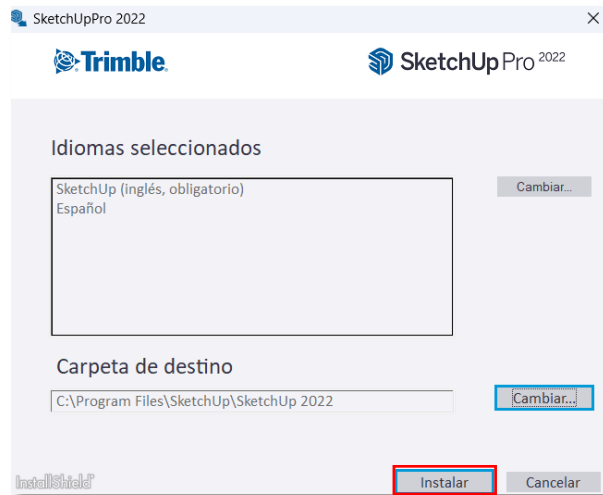 SketchUpPro 2022
Trimble.
SketchUp Pro 2022
Idiomas seleccionados
SketchUp (inglés, obligatorio)
Español
Cambiar...
Carpeta de destino
C:\Program Files\SketchUp\SketchUp 2022
Cambiar...
InstallShield
Instalar
Cancelar